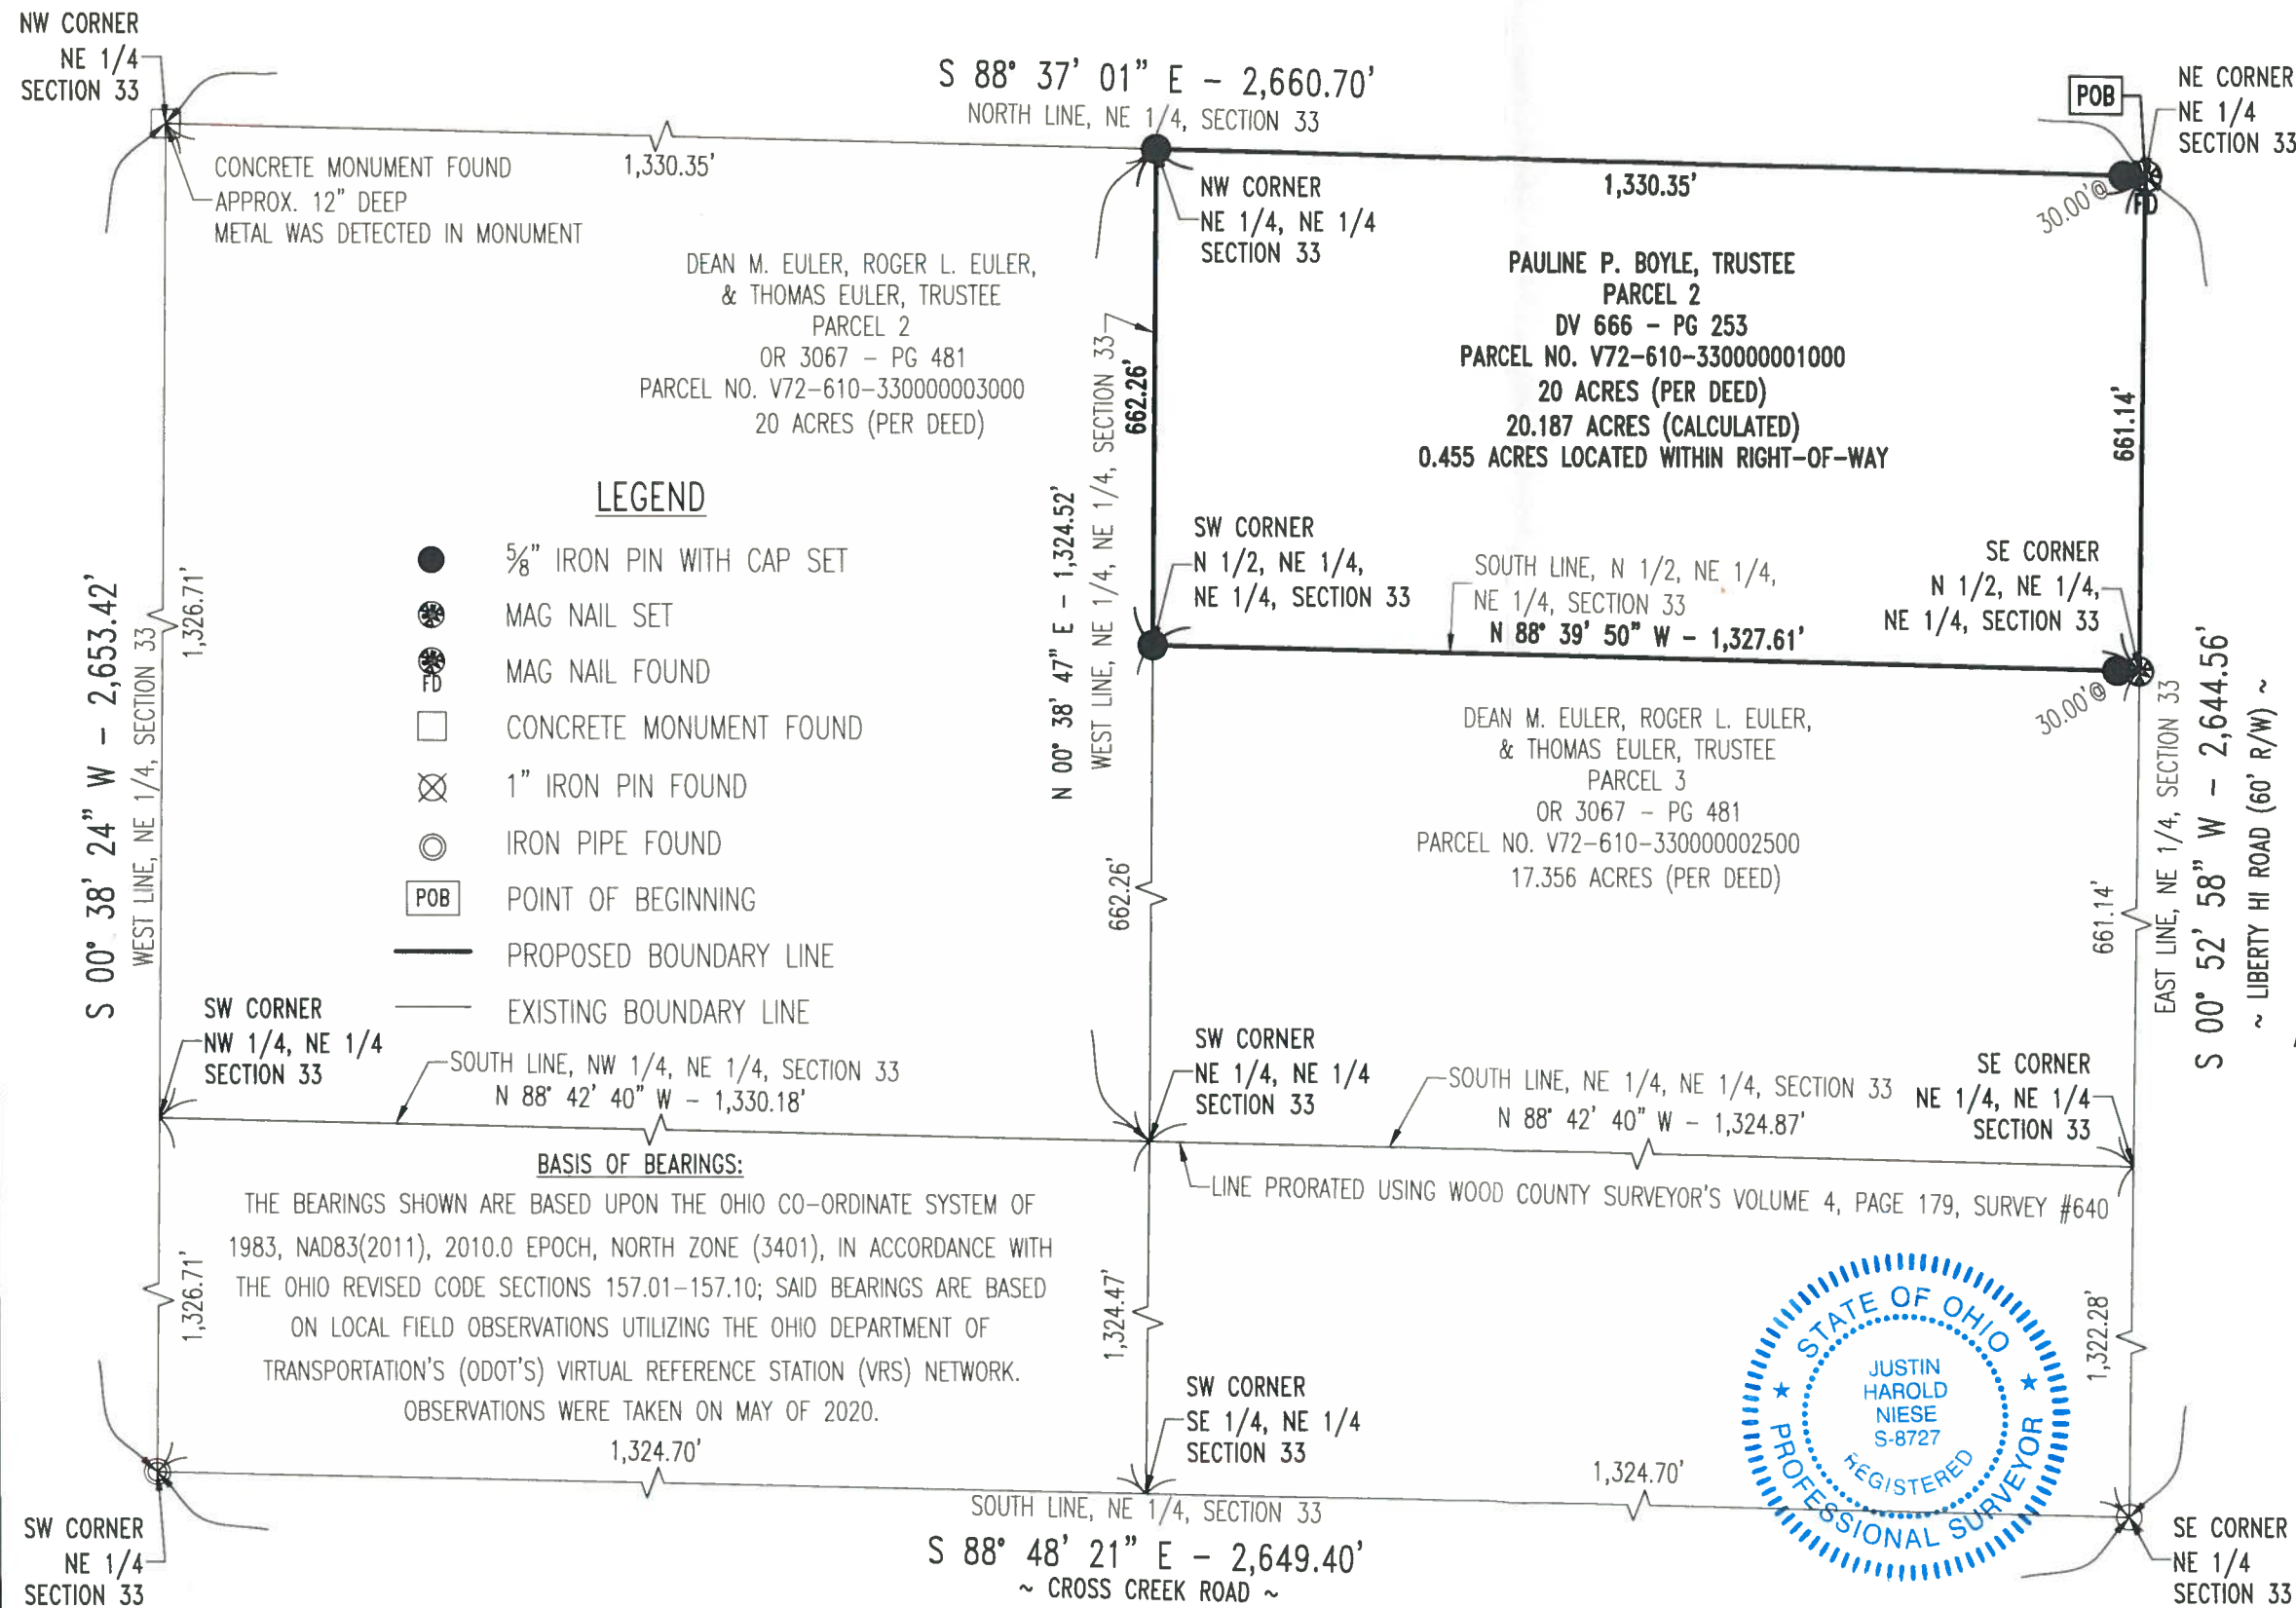 NW CORNER
NE 1/4
SECTION 33
S 88° 37' 01" E - 2,660.70'
NORTH LINE, NE 1/4, SECTION 33
POB
NE CORNER
NE 1/4
SECTION 33
CONCRETE MONUMENT FOUND
APPROX. 12" DEEP
METAL WAS DETECTED IN MONUMENT
1,330.35'
NW CORNER
NE 1/4, NE 1/4
SECTION 33
1,330.35'
30.00'@
FD
DEAN M. EULER, ROGER L. EULER,
& THOMAS EULER, TRUSTEE
PARCEL 2
OR 3067 - PG 481
PARCEL NO. V72-610-330000003000
20 ACRES (PER DEED)
PAULINE P. BOYLE, TRUSTEE
PARCEL 2
DV 666 - PG 253
PARCEL NO. V72-610-330000001000
20 ACRES (PER DEED)
20.187 ACRES (CALCULATED)
0.455 ACRES LOCATED WITHIN RIGHT-OF-WAY
662.26'
661.14'
N 00° 38' 47" E - 1,324.52'
WEST LINE, NE 1/4, NE 1/4, SECTION 33
LEGEND
⅝" IRON PIN WITH CAP SET
MAG NAIL SET
FD
MAG NAIL FOUND
CONCRETE MONUMENT FOUND
1" IRON PIN FOUND
IRON PIPE FOUND
POB
POINT OF BEGINNING
PROPOSED BOUNDARY LINE
EXISTING BOUNDARY LINE
S 00° 38' 24" W - 2,653.42'
WEST LINE, NE 1/4, SECTION 33
1,326.71'
SW CORNER
N 1/2, NE 1/4,
NE 1/4, SECTION 33
SOUTH LINE, N 1/2, NE 1/4,
NE 1/4, SECTION 33
N 88° 39' 50" W - 1,327.61'
SE CORNER
N 1/2, NE 1/4,
NE 1/4, SECTION 33
30.00'@
DEAN M. EULER, ROGER L. EULER,
& THOMAS EULER, TRUSTEE
PARCEL 3
OR 3067 - PG 481
PARCEL NO. V72-610-330000002500
17.356 ACRES (PER DEED)
662.26'
661.14'
EAST LINE, NE 1/4, SECTION 33
S 00° 52' 58" W - 2,644.56'
~ LIBERTY HI ROAD (60' R/W) ~
SW CORNER
NW 1/4, NE 1/4
SECTION 33
SOUTH LINE, NW 1/4, NE 1/4, SECTION 33
N 88° 42' 40" W - 1,330.18'
SW CORNER
NE 1/4, NE 1/4
SECTION 33
SOUTH LINE, NE 1/4, NE 1/4, SECTION 33
N 88° 42' 40" W - 1,324.87'
SE CORNER
NE 1/4, NE 1/4
SECTION 33
LINE PRORATED USING WOOD COUNTY SURVEYOR'S VOLUME 4, PAGE 179, SURVEY #640
BASIS OF BEARINGS:
THE BEARINGS SHOWN ARE BASED UPON THE OHIO CO-ORDINATE SYSTEM OF
1983, NAD83(2011), 2010.0 EPOCH, NORTH ZONE (3401), IN ACCORDANCE WITH
THE OHIO REVISED CODE SECTIONS 157.01-157.10; SAID BEARINGS ARE BASED
ON LOCAL FIELD OBSERVATIONS UTILIZING THE OHIO DEPARTMENT OF
TRANSPORTATION'S (ODOT'S) VIRTUAL REFERENCE STATION (VRS) NETWORK.
OBSERVATIONS WERE TAKEN ON MAY OF 2020.
1,326.71'
1,324.47'
1,322.28'
STATE OF OHIO
JUSTIN
HAROLD
NIESE
S-8727
REGISTERED
PROFESSIONAL SURVEYOR
SW CORNER
SE 1/4, NE 1/4
SECTION 33
1,324.70'
1,324.70'
SOUTH LINE, NE 1/4, SECTION 33
S 88° 48' 21" E - 2,649.40'
~ CROSS CREEK ROAD ~
SW CORNER
NE 1/4
SECTION 33
SE CORNER
NE 1/4
SECTION 33